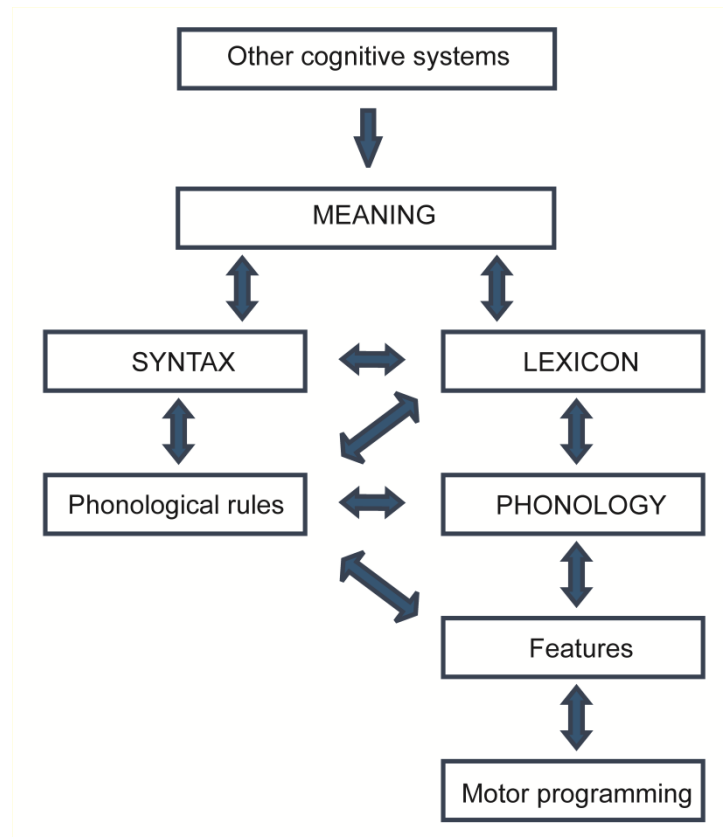 Other cognitive systems
MEANING
SYNTAX
LEXICON
Phonological rules
PHONOLOGY
Features
Motor programming